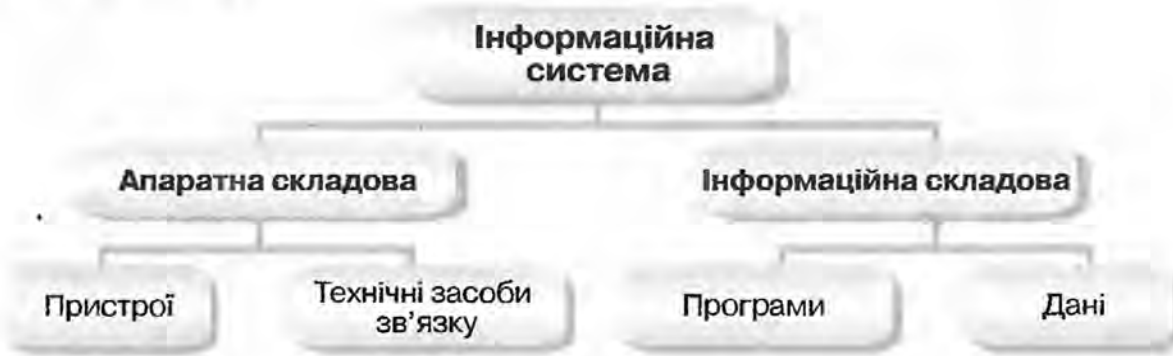 Інформаційна
система
Апаратна складова
Інформаційна складова
Пристрої
Технічні засоби
зв'язку
Програми
Дані